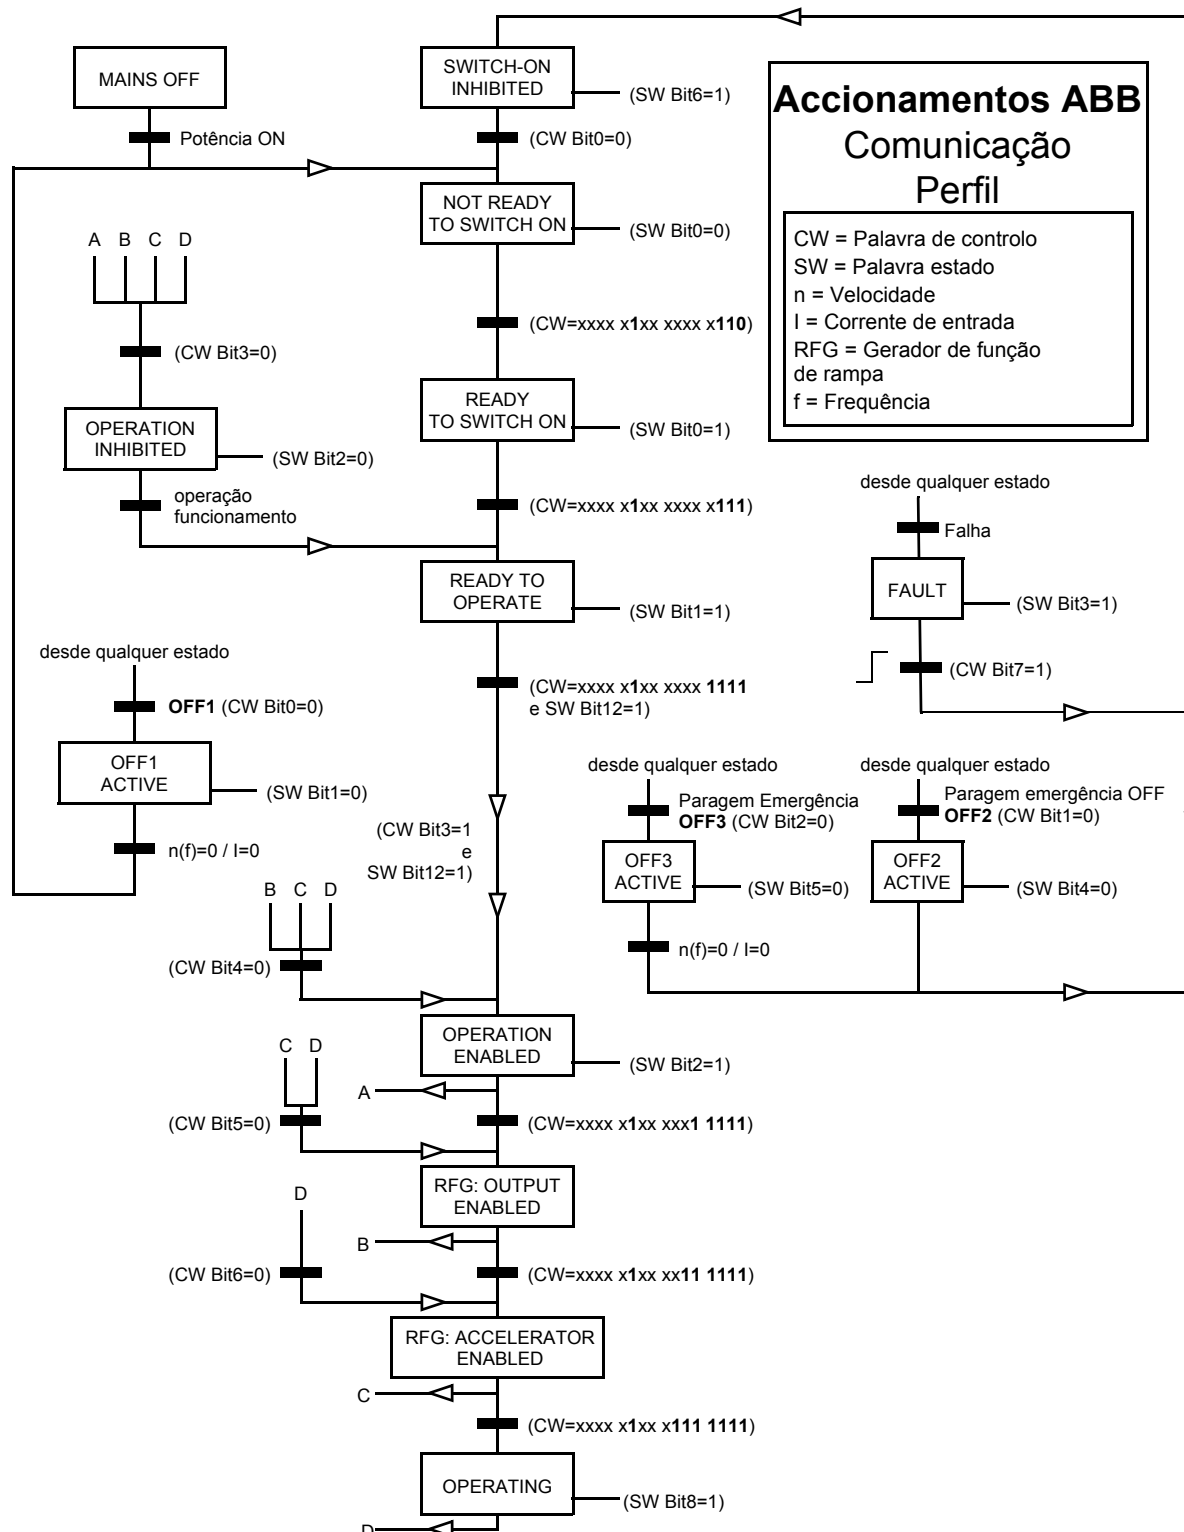 MAINS OFF
Potência ON
SWITCH-ON
INHIBITED
(SW Bit6=1)
(CW Bit0=0)
Accionamentos ABB
Comunicação
Perfil
CW = Palavra de controlo
SW = Palavra estado
n = Velocidade
I = Corrente de entrada
RFG = Gerador de função
de rampa
f = Frequência
NOT READY
TO SWITCH ON
(SW Bit0=0)
A B C D
(CW Bit3=0)
(CW=xxxx x1xx xxxx x110)
OPERATION
INHIBITED
(SW Bit2=0)
operação
funcionamento
READY
TO SWITCH ON
(SW Bit0=1)
(CW=xxxx x1xx xxxx x111)
READY TO
OPERATE
(SW Bit1=1)
desde qualquer estado
Falha
FAULT
(SW Bit3=1)
(CW Bit7=1)
desde qualquer estado
OFF1 (CW Bit0=0)
OFF1
ACTIVE
(SW Bit1=0)
n(f)=0 / I=0
(CW=xxxx x1xx xxxx 1111
e SW Bit12=1)
(CW Bit3=1
e
SW Bit12=1)
desde qualquer estado
Paragem Emergência
OFF3 (CW Bit2=0)
OFF3
ACTIVE
(SW Bit5=0)
n(f)=0 / I=0
desde qualquer estado
Paragem emergência OFF
OFF2 (CW Bit1=0)
OFF2
ACTIVE
(SW Bit4=0)
B C D
(CW Bit4=0)
OPERATION
ENABLED
(SW Bit2=1)
A
C D
(CW Bit5=0)
(CW=xxxx x1xx xxx1 1111)
RFG: OUTPUT
ENABLED
D
B
(CW Bit6=0)
(CW=xxxx x1xx xx11 1111)
RFG: ACCELERATOR
ENABLED
C
(CW=xxxx x1xx x111 1111)
OPERATING
(SW Bit8=1)
D